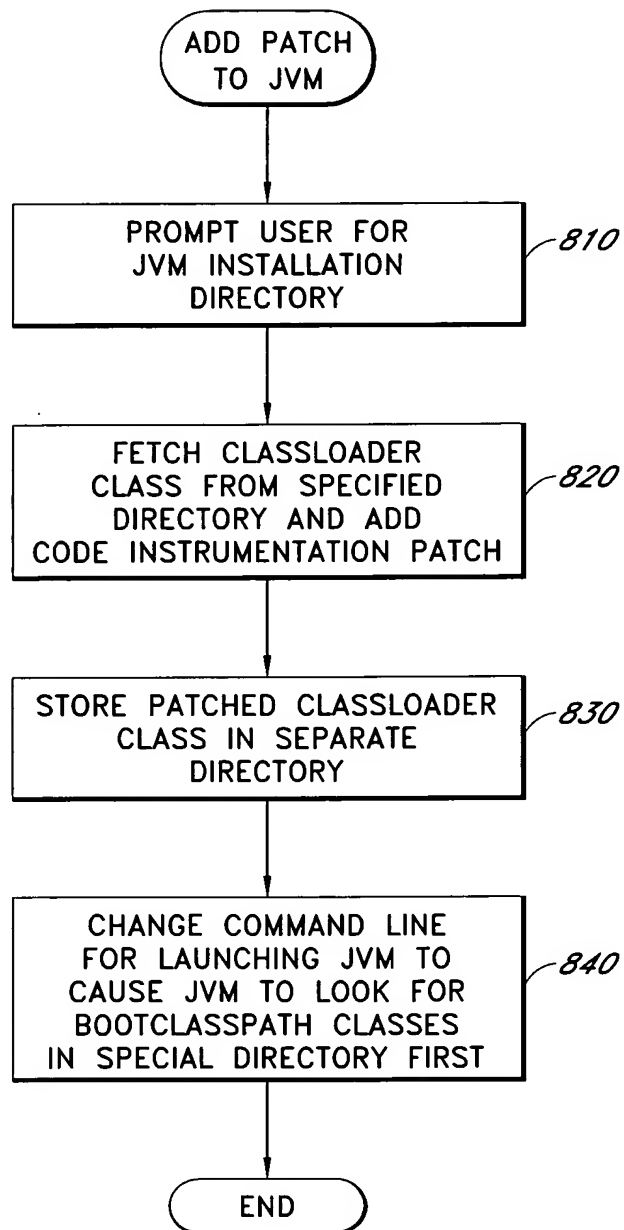 ADD PATCH
TO JVM
PROMPT USER FOR
JVM INSTALLATION
DIRECTORY
810
FETCH CLASSLOADER
CLASS FROM SPECIFIED
DIRECTORY AND ADD
CODE INSTRUMENTATION PATCH
820
STORE PATCHED CLASSLOADER
CLASS IN SEPARATE
DIRECTORY
830
CHANGE COMMAND LINE
FOR LAUNCHING JVM TO
CAUSE JVM TO LOOK FOR
BOOTCLASSPATH CLASSES
IN SPECIAL DIRECTORY FIRST
840
END